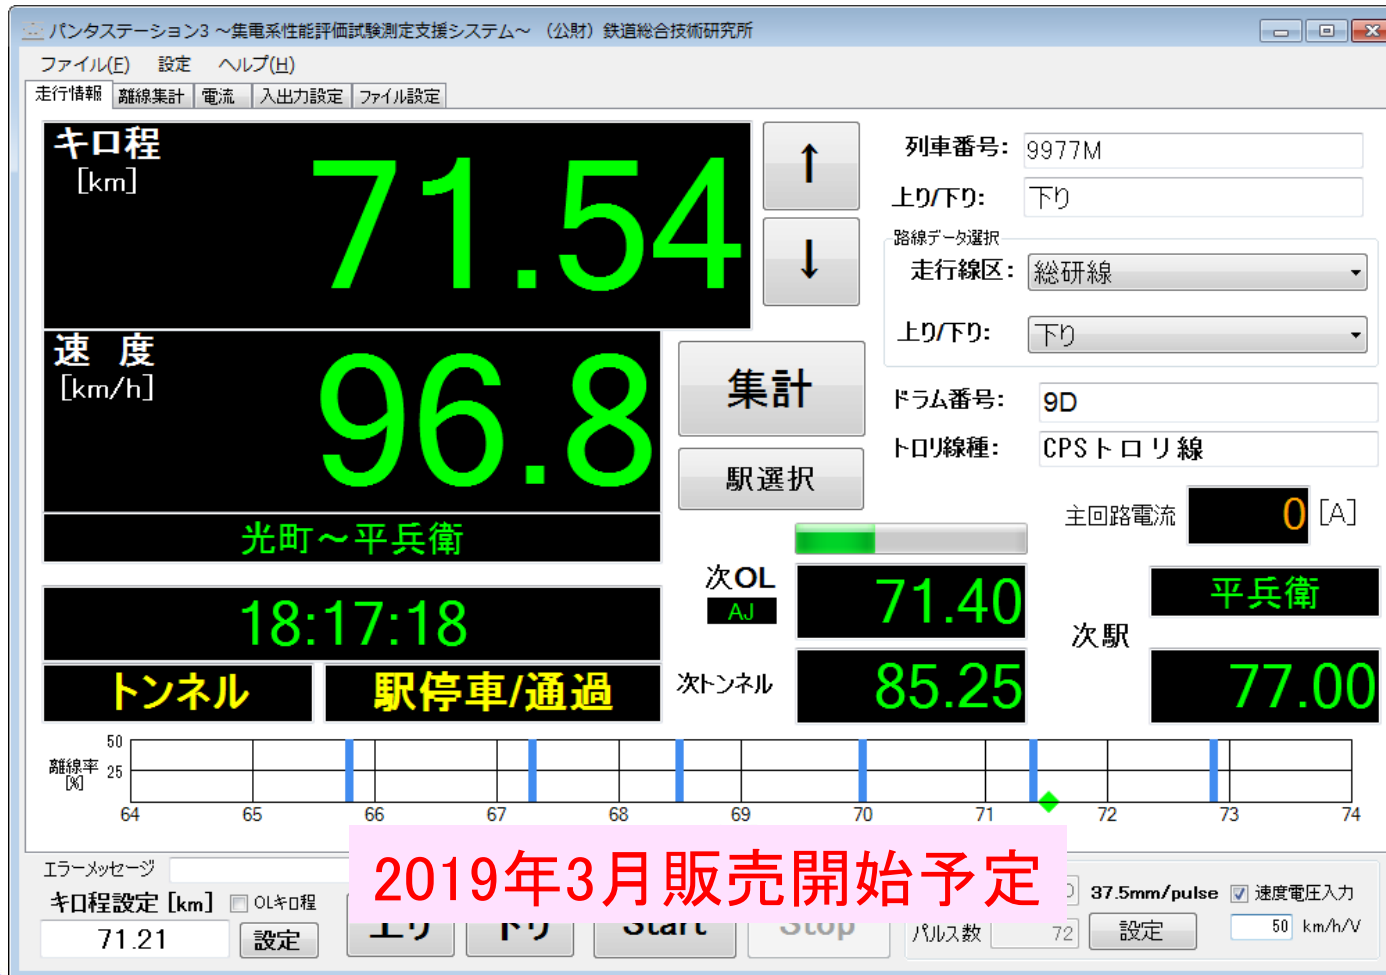 パンタステーション3 ～集電系性能評価試験測定支援システム～ （公財）鉄道総合技術研究所
ファイル(F) 設定 ヘルプ(H)
走行情報 離線集計 電流 入出力設定 ファイル設定
キロ程
[km]
71.54
↑
↓
列車番号: 9977M
上り/下り: 下り
路線データ選択
走行線区: 総研線
上り/下り: 下り
速 度
[km/h]
96.8
集計
駅選択
ドラム番号: 9D
トロリ線種: CPSトロリ線
光町～平兵衛
主回路電流 0 [A]
18:17:18
次OL
AJ
71.40
次駅
平兵衛
77.00
トンネル 駅停車/通過
次トンネル 85.25
離線率
[%]
50
25
64 65 66 67 68 69 70 71 72 73 74
2019年3月販売開始予定
エラーメッセージ
キロ程設定 [km] OLキロ程
71.21 設定
上り 下り Start Stop
37.5mm/pulse 速度電圧入力
パルス数 72 設定 50 km/h/V